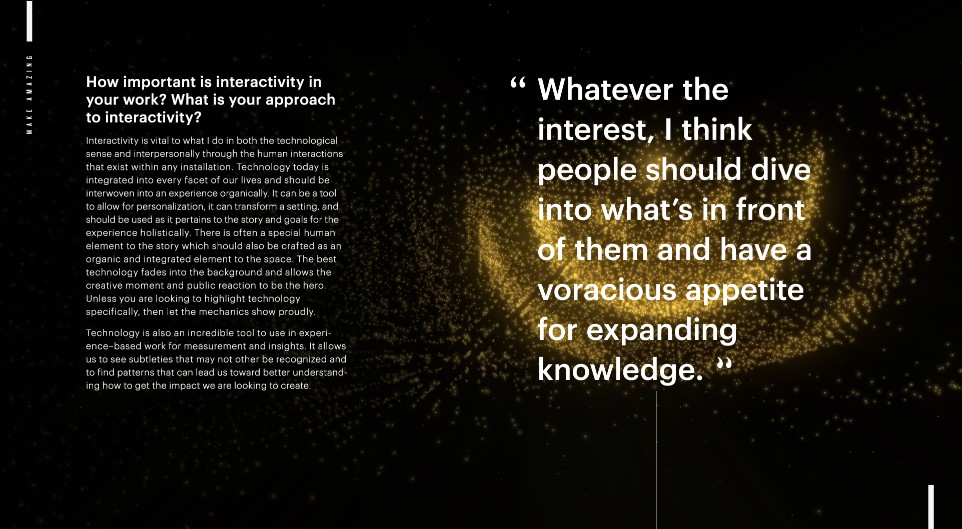 MAKE AMAZING
How important is interactivity in
your work? What is your approach
to interactivity?
Interactivity is vital to what I do in both the technological
sense and interpersonally through the human interactions
that exist within any installation. Technology today is
integrated into every facet of our lives and should be
interwoven into an experience organically. It can be a tool
to allow for personalization, it can transform a setting, and
should be used as it pertains to the story and goals for the
experience holistically. There is often a special human
element to the story which should also be crafted as an
organic and integrated element to the space. The best
technology fades into the background and allows the
creative moment and public reaction to be the hero.
Unless you are looking to highlight technology
specifically, then let the mechanics show proudly.
Technology is also an incredible tool to use in experi-
ence-based work for measurement and insights. It allows
us to see subtleties that may not other be recognized and
to find patterns that can lead us toward better understand-
ing how to get the impact we are looking to create.
“ Whatever the
interest, I think
people should dive
into what’s in front
of them and have a
voracious appetite
for expanding
knowledge. ”